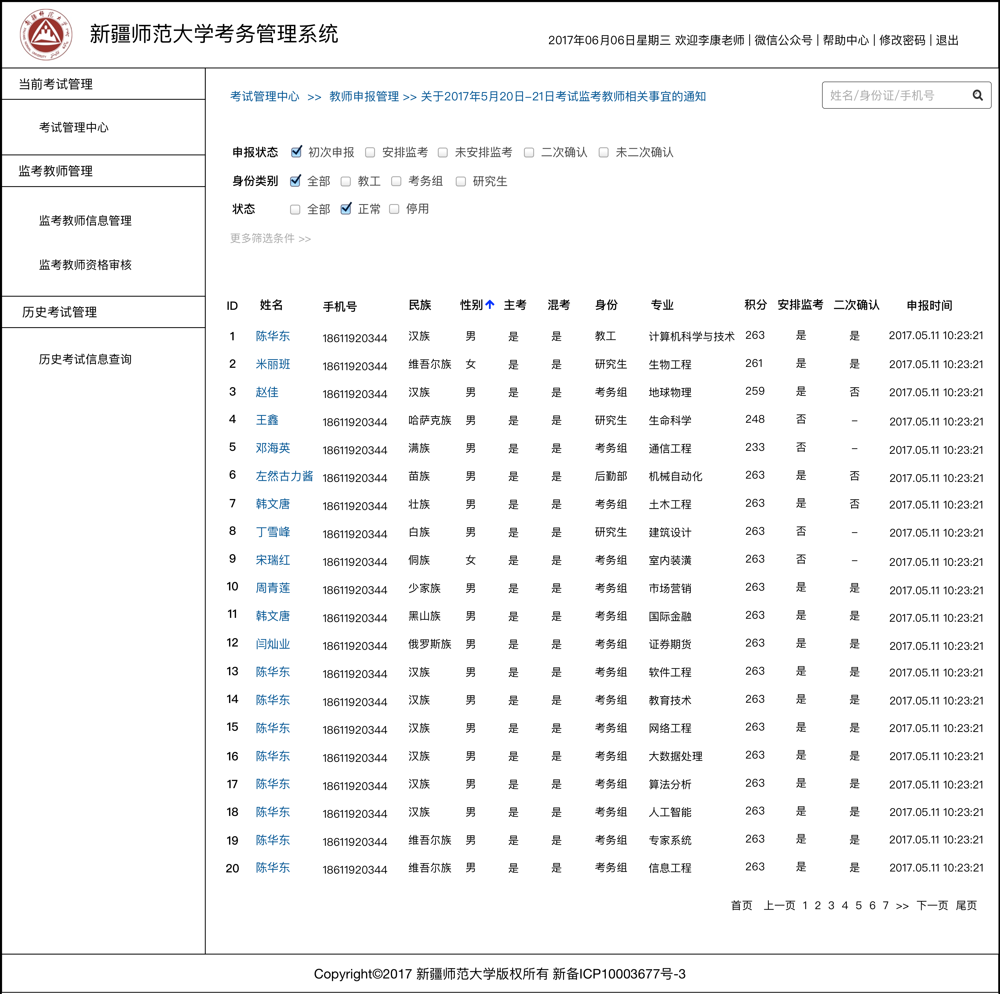 新疆师范大学
XINJIANG NORMAL UNIVERSITY
新疆师范大学考务管理系统
2017年06月06日星期三 欢迎李康老师 | 微信公众号 | 帮助中心 | 修改密码 | 退出
当前考试管理
考试管理中心
监考教师管理
监考教师信息管理
监考教师资格审核
历史考试管理
历史考试信息查询
考试管理中心 >> 教师申报管理 >> 关于2017年5月20日–21日考试监考教师相关事宜的通知
姓名/身份证/手机号
申报状态 初次申报 安排监考 未安排监考 二次确认 未二次确认
身份类别 全部 教工 考务组 研究生
状态 全部 正常 停用
更多筛选条件 >>
ID 姓名 手机号 民族 性别 主考 混考 身份 专业 积分 安排监考 二次确认 申报时间
1 陈华东 18611920344 汉族 男 是 是 教工 计算机科学与技术 263 是 是 2017.05.11 10:23:21
2 米丽班 18611920344 维吾尔族 女 是 是 研究生 生物工程 261 是 是 2017.05.11 10:23:21
3 赵佳 18611920344 汉族 男 是 是 考务组 地球物理 259 是 否 2017.05.11 10:23:21
4 王鑫 18611920344 哈萨克族 男 是 是 研究生 生命科学 248 否 – 2017.05.11 10:23:21
5 邓海英 18611920344 满族 男 是 是 考务组 通信工程 233 否 – 2017.05.11 10:23:21
6 左然古力酱 18611920344 苗族 男 是 是 后勤部 机械自动化 263 是 否 2017.05.11 10:23:21
7 韩文唐 18611920344 壮族 男 是 是 考务组 土木工程 263 是 否 2017.05.11 10:23:21
8 丁雪峰 18611920344 白族 男 是 是 研究生 建筑设计 263 否 – 2017.05.11 10:23:21
9 宋瑞红 18611920344 侗族 女 是 是 考务组 室内装潢 263 否 – 2017.05.11 10:23:21
10 周青莲 18611920344 少家族 男 是 是 考务组 市场营销 263 是 是 2017.05.11 10:23:21
11 韩文唐 18611920344 黑山族 男 是 是 考务组 国际金融 263 是 是 2017.05.11 10:23:21
12 闫灿业 18611920344 俄罗斯族 男 是 是 考务组 证券期货 263 是 是 2017.05.11 10:23:21
13 陈华东 18611920344 汉族 男 是 是 考务组 软件工程 263 是 是 2017.05.11 10:23:21
14 陈华东 18611920344 汉族 男 是 是 考务组 教育技术 263 是 是 2017.05.11 10:23:21
15 陈华东 18611920344 汉族 男 是 是 考务组 网络工程 263 是 是 2017.05.11 10:23:21
16 陈华东 18611920344 汉族 男 是 是 考务组 大数据处理 263 是 是 2017.05.11 10:23:21
17 陈华东 18611920344 汉族 男 是 是 考务组 算法分析 263 是 是 2017.05.11 10:23:21
18 陈华东 18611920344 汉族 男 是 是 考务组 人工智能 263 是 是 2017.05.11 10:23:21
19 陈华东 18611920344 维吾尔族 男 是 是 考务组 专家系统 263 是 是 2017.05.11 10:23:21
20 陈华东 18611920344 维吾尔族 男 是 是 考务组 信息工程 263 是 是 2017.05.11 10:23:21
首页 上一页 1 2 3 4 5 6 7 >> 下一页 尾页
Copyright©2017 新疆师范大学版权所有 新备ICP10003677号-3